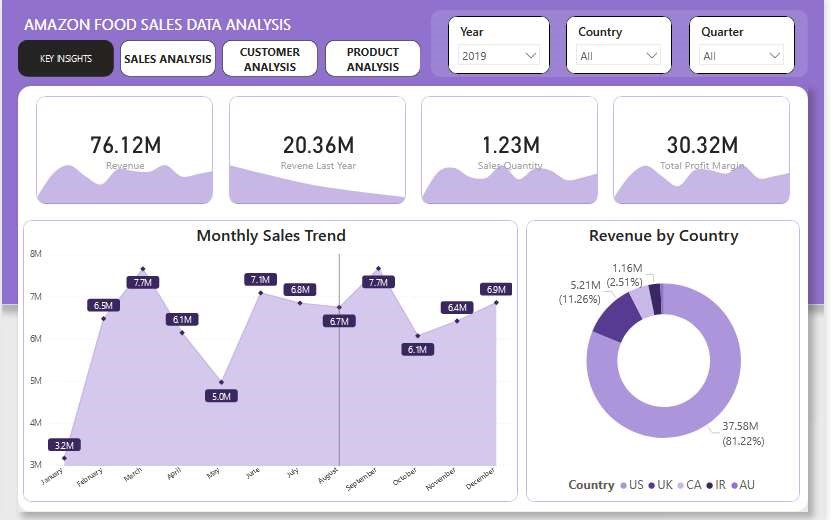 AMAZON FOOD SALES DATA ANALYSIS
KEY INSIGHTS
SALES ANALYSIS
CUSTOMER
ANALYSIS
PRODUCT
ANALYSIS
Year
2019
Country
All
Quarter
All
76.12M
Revenue
20.36M
Revene Last Year
1.23M
Sales Quantity
30.32M
Total Profit Margin
Monthly Sales Trend
8M
7M
6M
5M
4M
3M
3.2M
6.5M
7.7M
6.1M
5.0M
7.1M
6.8M
6.7M
7.7M
6.1M
6.4M
6.9M
January
February
March
April
May
June
July
August
September
October
November
December
Revenue by Country
1.16M
(2.51%)
5.21M
(11.26%)
37.58M
(81.22%)
Country US UK CA IR AU